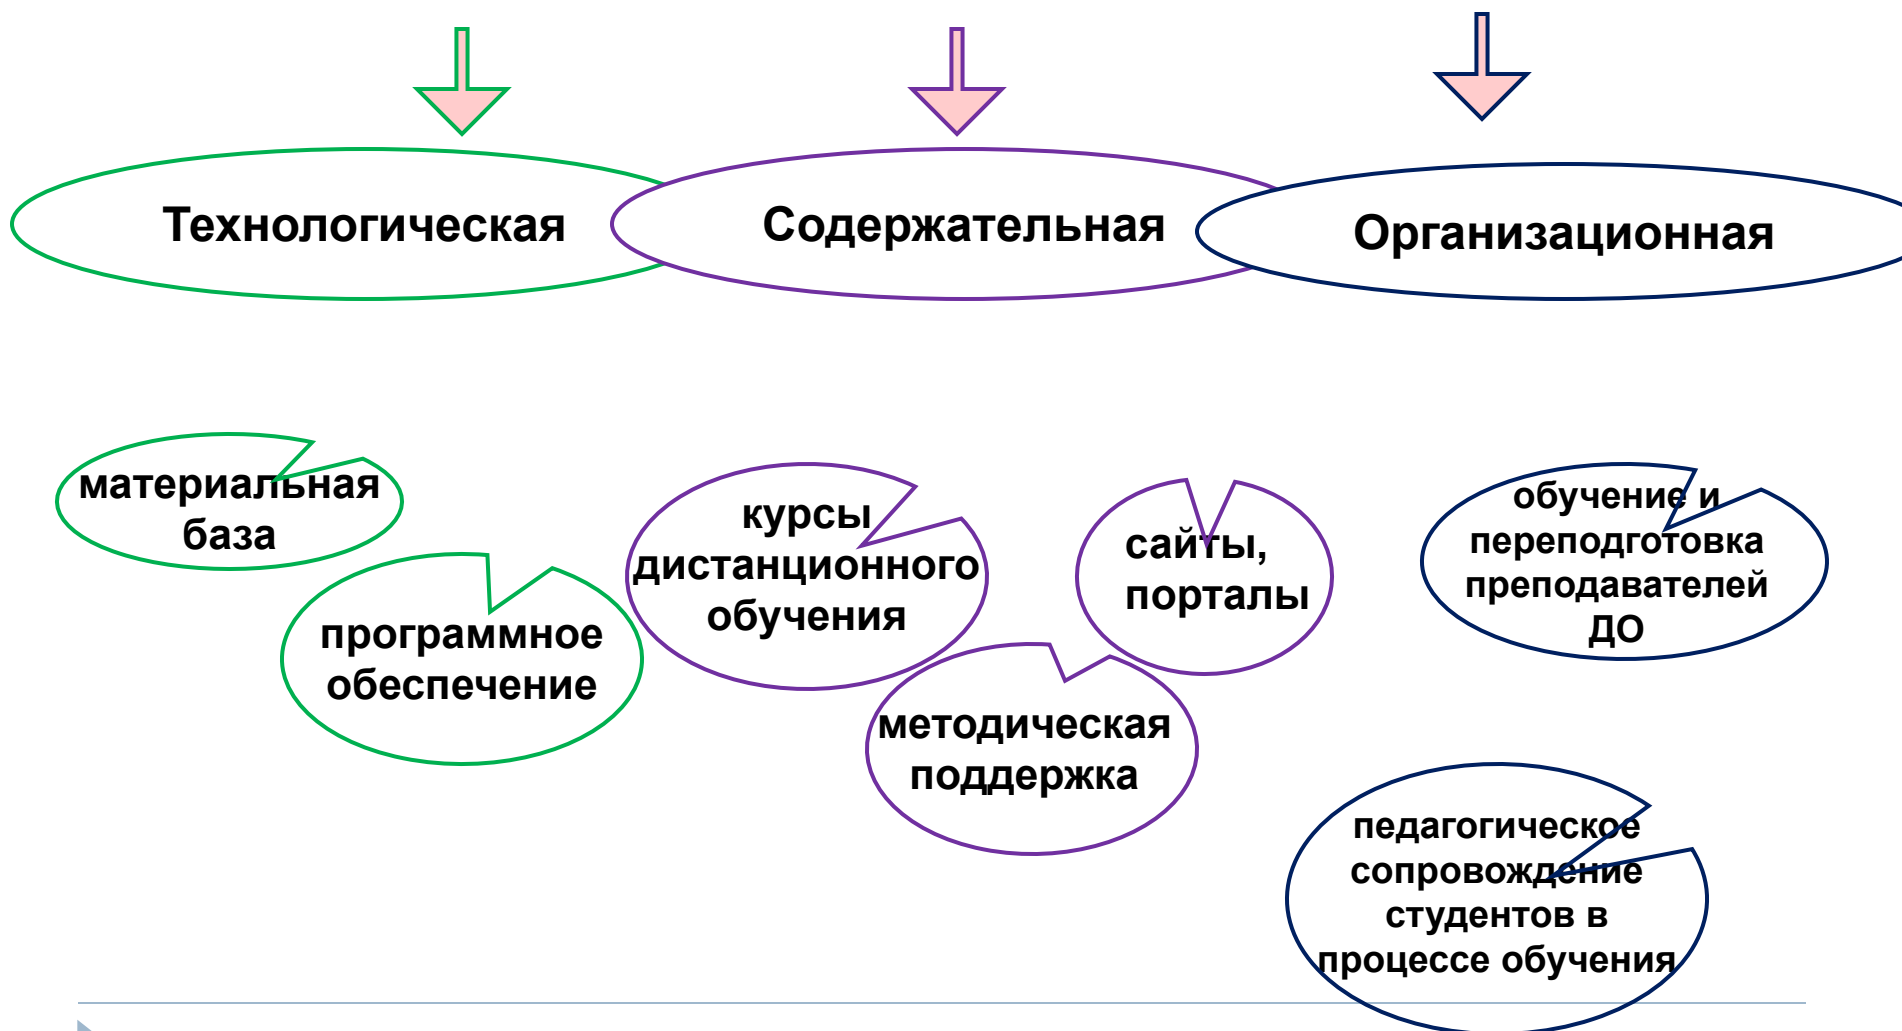 Технологическая
Содержательная
Организационная
материальная
база
программное
обеспечение
курсы
дистанционного
обучения
сайты,
порталы
методическая
поддержка
обучение и
переподготовка
преподавателей
ДО
педагогическое
сопровождение
студентов в
процессе обучения